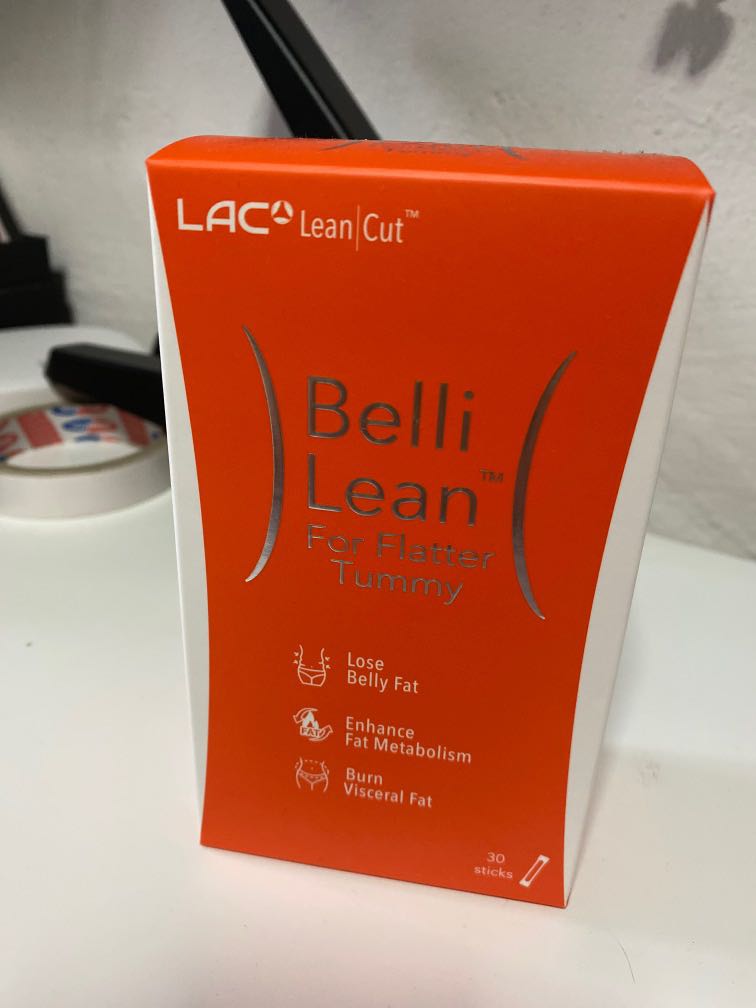 LAC Lean|Cut™
Belli
Lean™
For Flatter
Tummy
Lose
Belly Fat
FAT
Enhance
Fat Metabolism
Burn
Visceral Fat
30
sticks